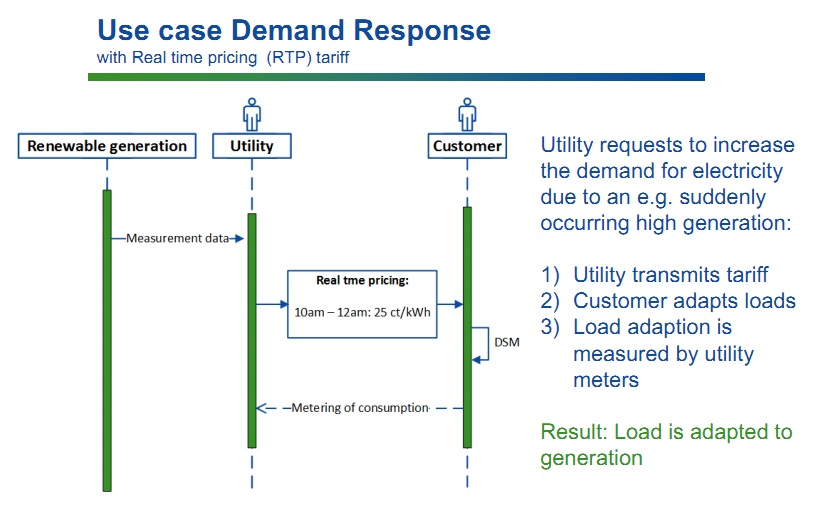 Use case Demand Response
with Real time pricing (RTP) tariff
Renewable generation
Utility
Customer
Measurement data
Real tme pricing:
10am – 12am: 25 ct/kWh
DSM
Metering of consumption
Utility requests to increase
the demand for electricity
due to an e.g. suddenly
occurring high generation:
1) Utility transmits tariff
2) Customer adapts loads
3) Load adaption is
measured by utility
meters
Result: Load is adapted to
generation